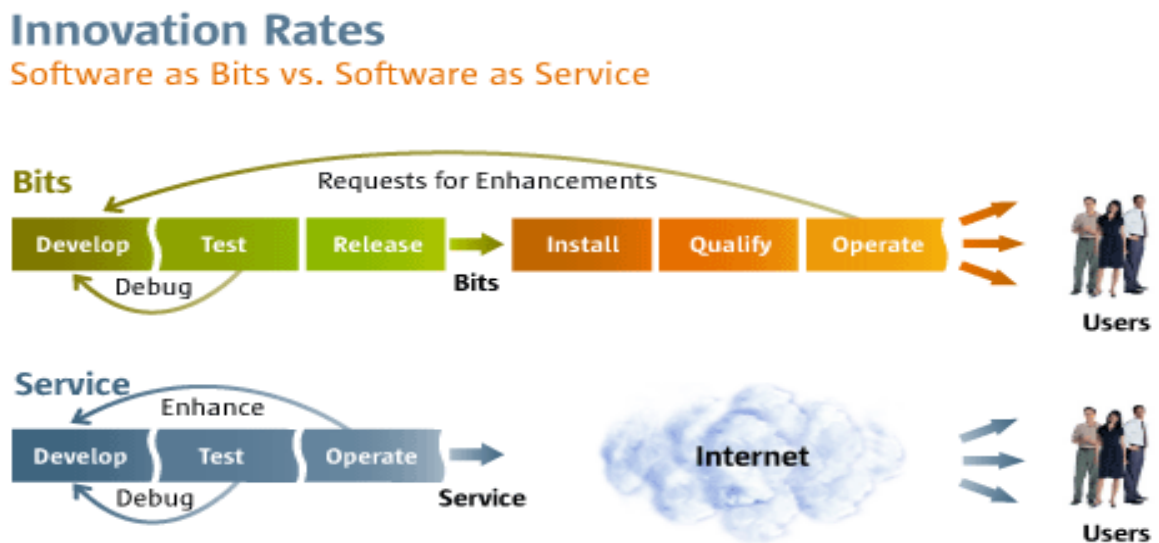 Innovation Rates
Software as Bits vs. Software as Service
Bits
Requests for Enhancements
Develop Test Release Install Qualify Operate
Debug
Bits
Users
Service
Enhance
Develop Test Operate Internet
Debug
Service
Users